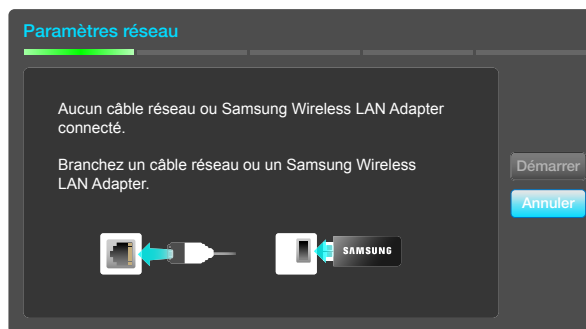 Paramètres réseau
Aucun câble réseau ou Samsung Wireless LAN Adapter
connecté.
Branchez un câble réseau ou un Samsung Wireless
LAN Adapter.
Démarrer
Annuler
SAMSUNG